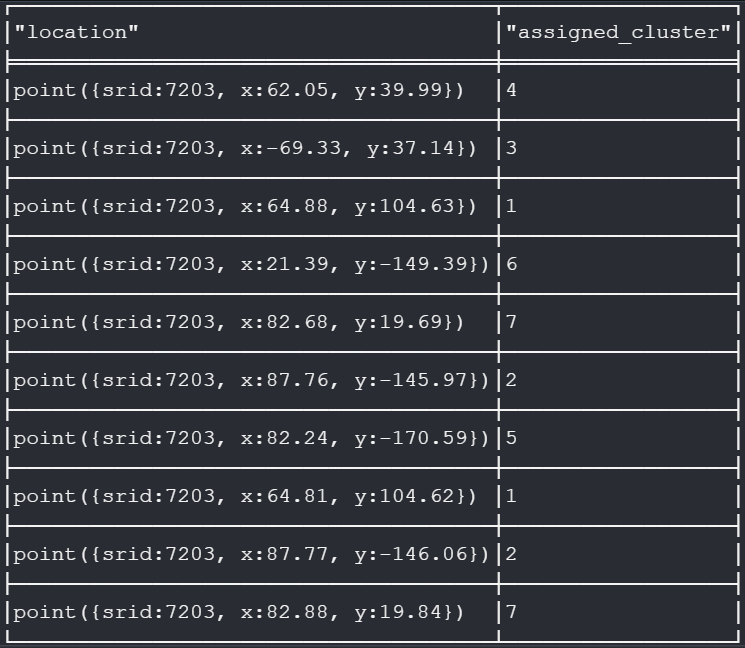 "location" "assigned_cluster"
point({srid:7203, x:62.05, y:39.99}) 4
point({srid:7203, x:-69.33, y:37.14}) 3
point({srid:7203, x:64.88, y:104.63}) 1
point({srid:7203, x:21.39, y:-149.39}) 6
point({srid:7203, x:82.68, y:19.69}) 7
point({srid:7203, x:87.76, y:-145.97}) 2
point({srid:7203, x:82.24, y:-170.59}) 5
point({srid:7203, x:64.81, y:104.62}) 1
point({srid:7203, x:87.77, y:-146.06}) 2
point({srid:7203, x:82.88, y:19.84}) 7